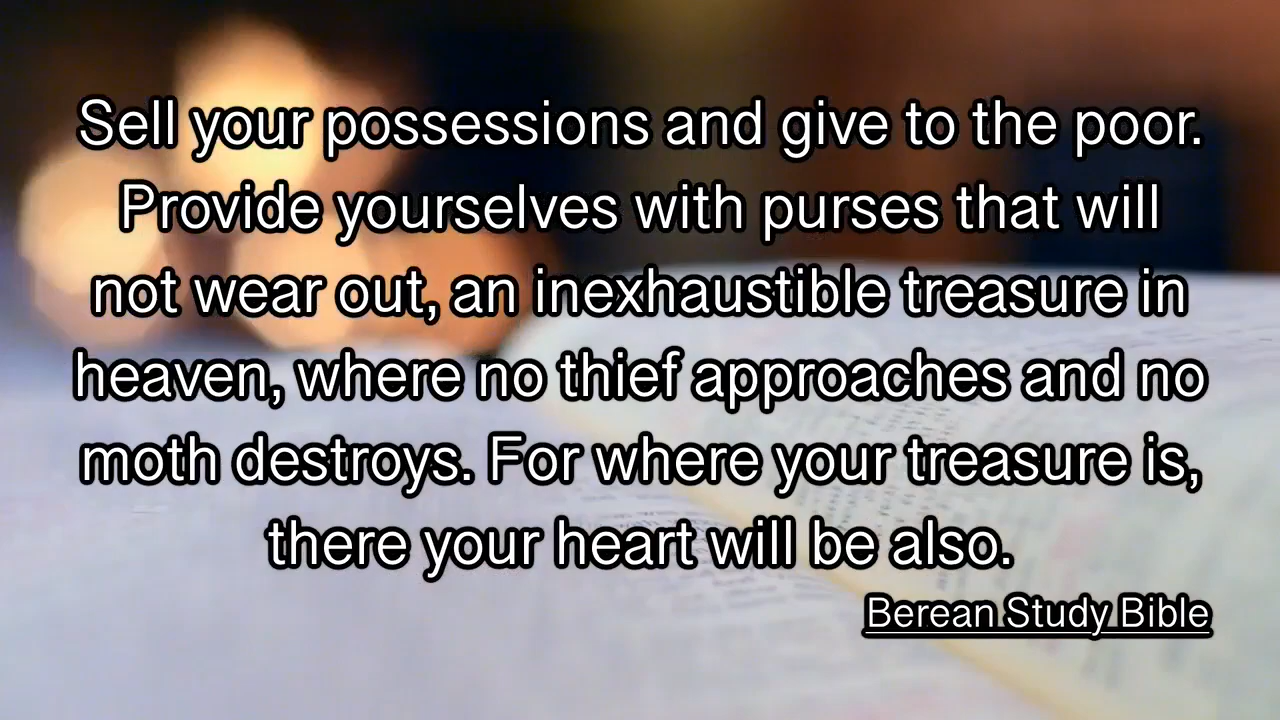 Sell your possessions and give to the poor.
Provide yourselves with purses that will
not wear out, an inexhaustible treasure in
heaven, where no thief approaches and no
moth destroys. For where your treasure is,
there your heart will be also.
Berean Study Bible